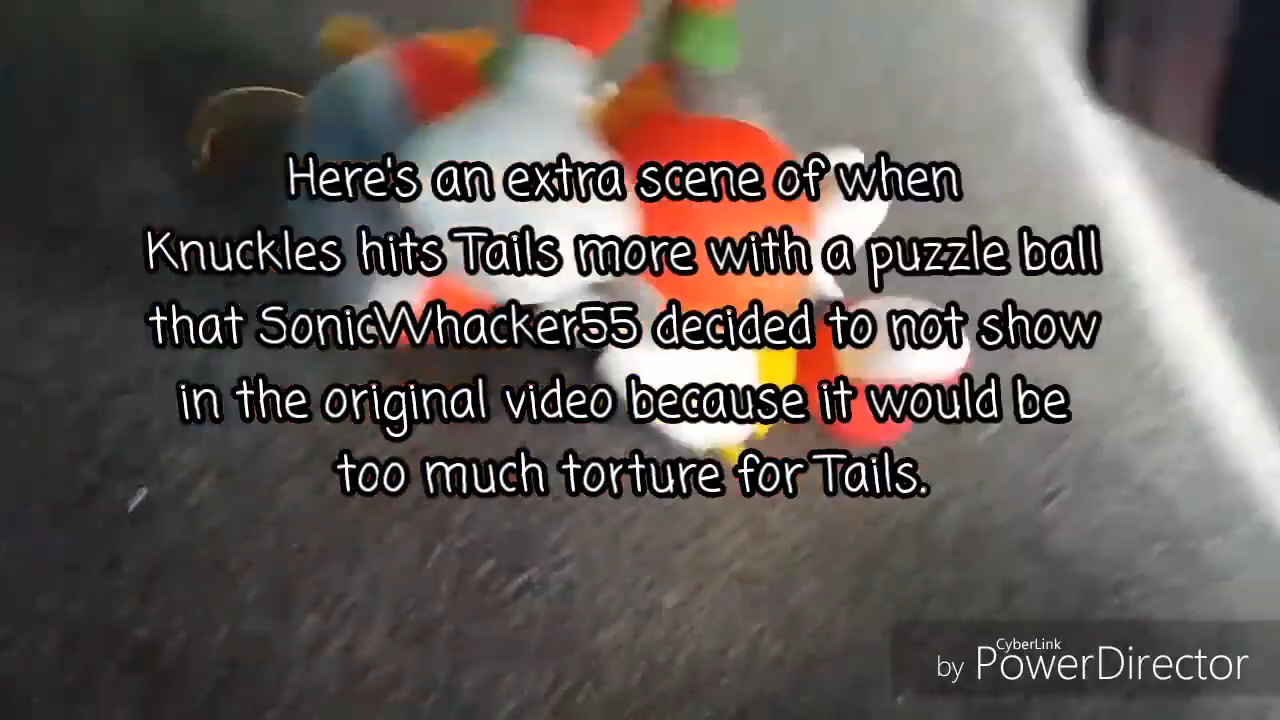 Here's an extra scene of when
Knuckles hits Tails more with a puzzle ball
that SonicWhacker55 decided to not show
in the original video because it would be
too much torture for Tails.
CyberLink
by PowerDirector